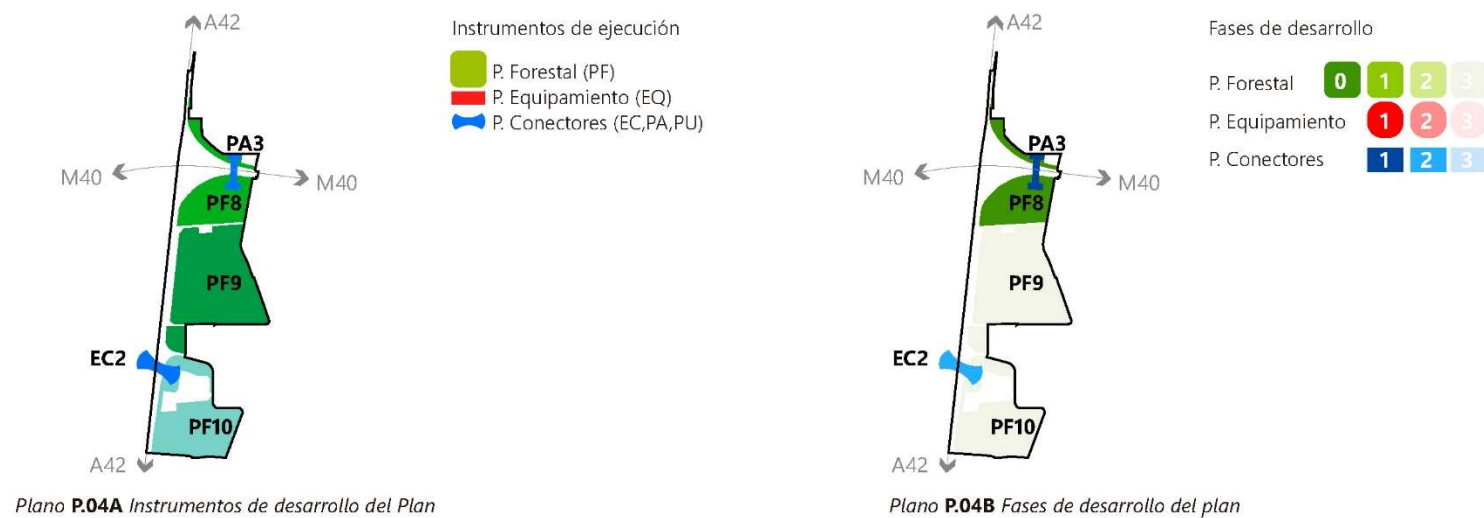 A42
Instrumentos de ejecución
P. Forestal (PF)
P. Equipamiento (EQ)
P. Conectores (EC,PA,PU)
PA3
M40
M40
PF8
PF9
EC2
PF10
A42
Plano P.04A Instrumentos de desarrollo del Plan
A42
Fases de desarrollo
P. Forestal 0 1 2 3
P. Equipamiento 1 2 3
P. Conectores 1 2 3
PA3
M40
M40
PF8
PF9
EC2
PF10
A42
Plano P.04B Fases de desarrollo del plan